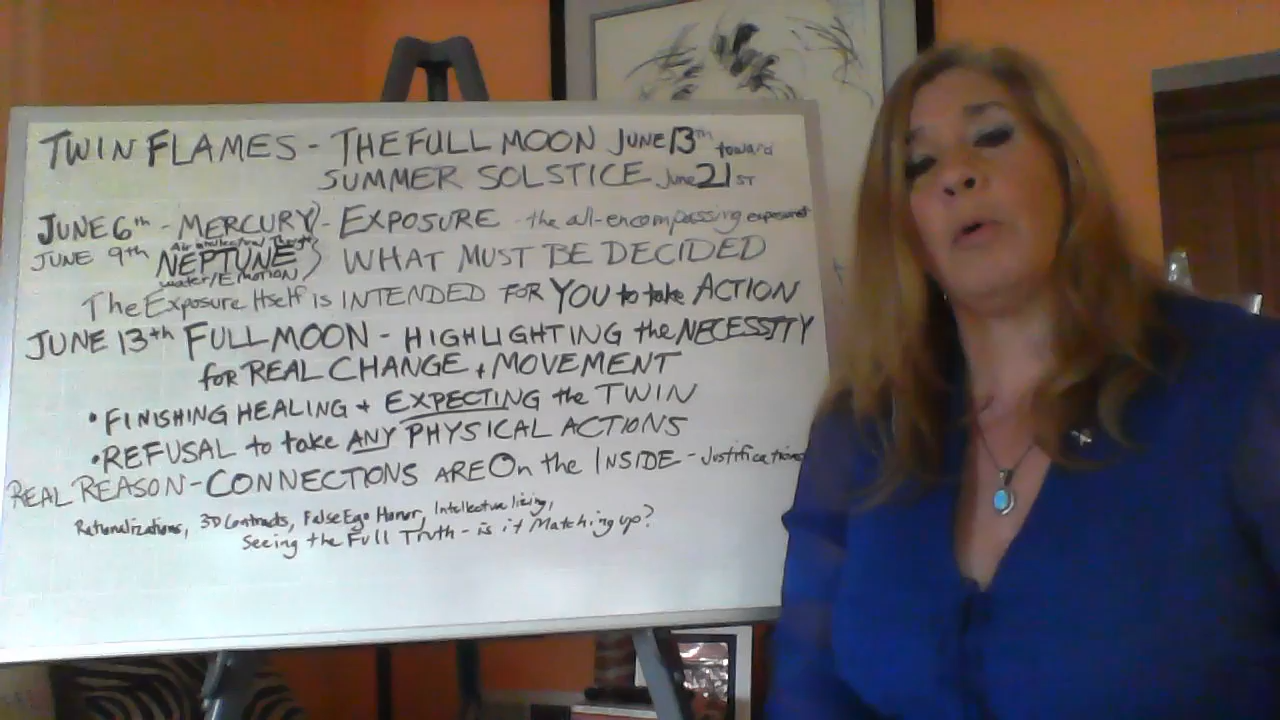 TWIN FLAMES - THE FULL MOON JUNE 13TH toward
SUMMER SOLSTICE June 21ST
JUNE 6th - MERCURY) - EXPOSURE - the all-encompassing
Air
JUNE 9th NEPTUNE } WHAT MUST BE DECIDED
water/EMOTION
The Exposure Itself is INTENDED FOR YOU to take ACTION
JUNE 13th FULL MOON - HIGHLIGHTING the NECESSITY
for REAL CHANGE + MOVEMENT
• FINISHING HEALING + EXPECTING the TWIN
• REFUSAL to take ANY PHYSICAL ACTIONS
REAL REASON - CONNECTIONS ARE On the INSIDE - Justifications
Rationalizations, 3D Contracts, False Ego Honor, Intellectualizing,
Seeing the Full Truth - is it Matching up?